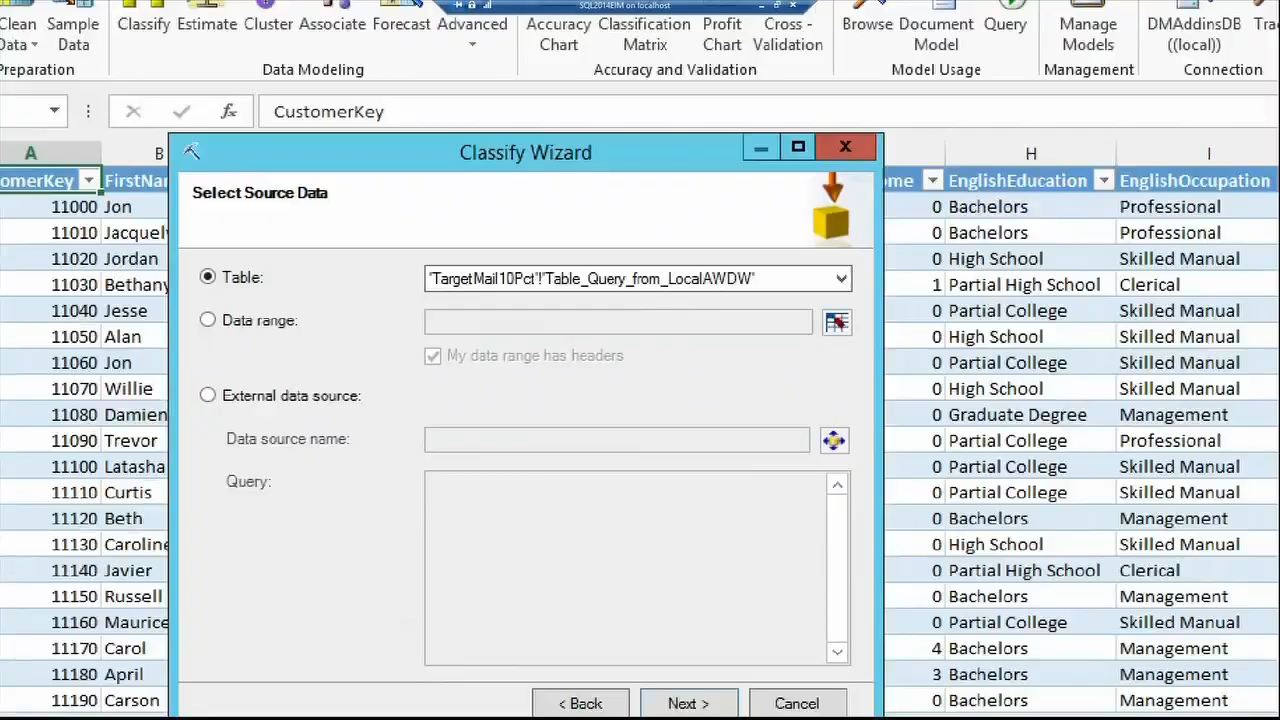 SQL2014EIM on localhost
Clean Sample Classify Estimate Cluster Associate Forecast Advanced Accuracy Classification Profit Cross - Browse Document Query Manage DMAddinsDB
Data Data Chart Matrix Chart Validation Model Models ((local))
Preparation Data Modeling Accuracy and Validation Model Usage Management Connection
fx CustomerKey
A B H I
omerKey FirstNa ome EnglishEducation EnglishOccupation
11000 Jon 0 Bachelors Professional
11010 Jacquely 0 Bachelors Professional
11020 Jordan 0 High School Skilled Manual
11030 Bethany 1 Partial High School Clerical
11040 Jesse 0 Partial College Skilled Manual
11050 Alan 0 High School Skilled Manual
11060 Jon 0 Partial College Skilled Manual
11070 Willie 0 High School Skilled Manual
11080 Damien 0 Graduate Degree Management
11090 Trevor 0 Partial College Professional
11100 Latasha 0 Partial College Skilled Manual
11110 Curtis 0 Partial College Skilled Manual
11120 Beth 0 Bachelors Management
11130 Caroline 0 High School Skilled Manual
11140 Javier 0 Partial High School Clerical
11150 Russell 0 Bachelors Management
11160 Maurice 0 Partial College Skilled Manual
11170 Carol 4 Bachelors Management
11180 April 3 Bachelors Management
11190 Carson 0 Bachelors Management
Classify Wizard
Select Source Data
Table: 'TargetMail10Pct'!'Table_Query_from_LocalAWDW'
Data range:
My data range has headers
External data source:
Data source name:
Query:
< Back Next > Cancel